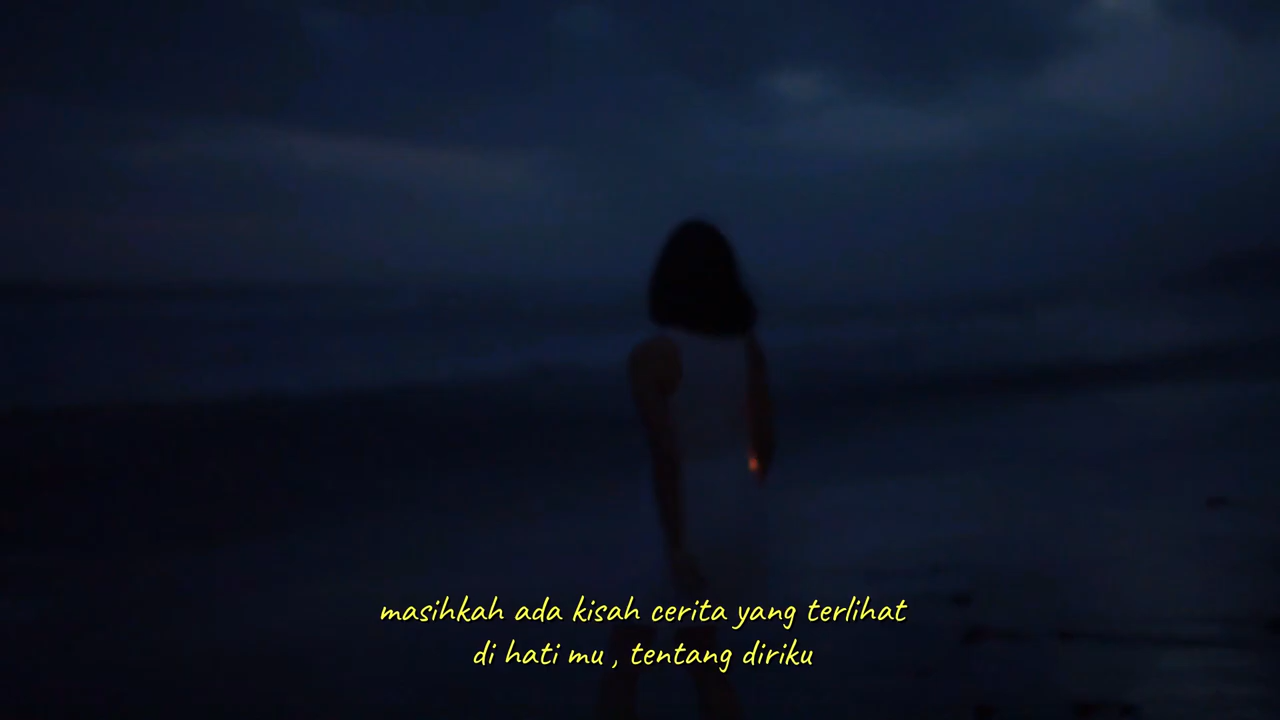 masihkah ada kisah cerita yang terlihat
di hati mu , tentang diriku